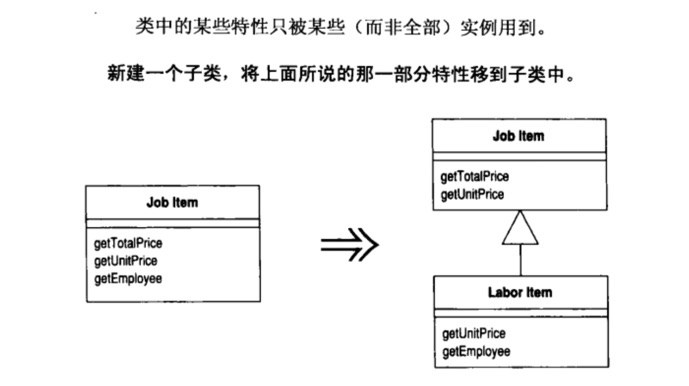 类中的某些特性只被某些（而非全部）实例用到。
新建一个子类，将上面所说的那一部分特性移到子类中。
Job Item
getTotalPrice
getUnitPrice
getEmployee
Job Item
getTotalPrice
getUnitPrice
Labor Item
getUnitPrice
getEmployee